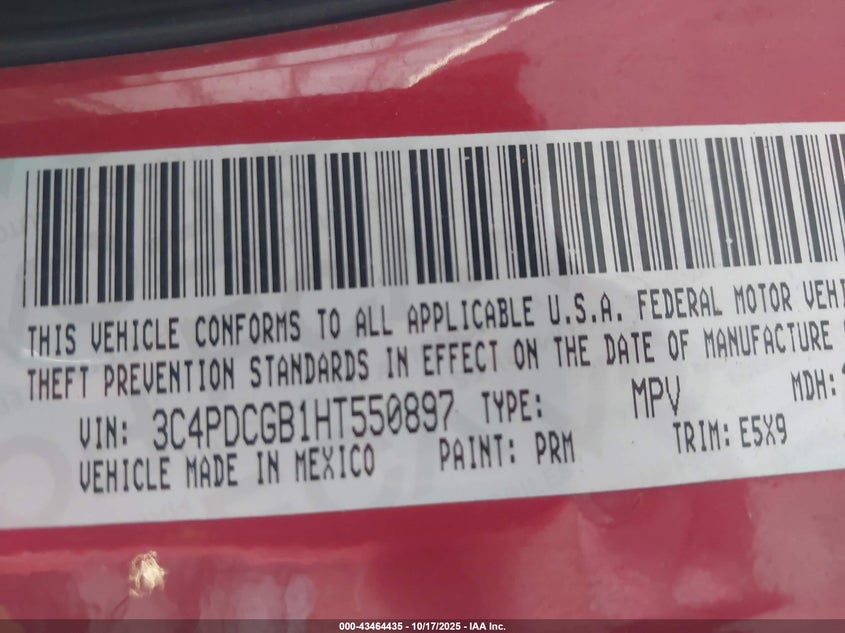 THIS VEHICLE CONFORMS TO ALL APPLICABLE U.S.A. FEDERAL MOTOR
THEFT PREVENTION STANDARDS IN EFFECT ON THE DATE OF MANUFACTURE
VIN: 3C4PDCGB1HT550897 TYPE: MPV MDH:
VEHICLE MADE IN MEXICO PAINT: PRM TRIM: E5X9
000-43464435 - 10/17/2025 - IAA Inc.